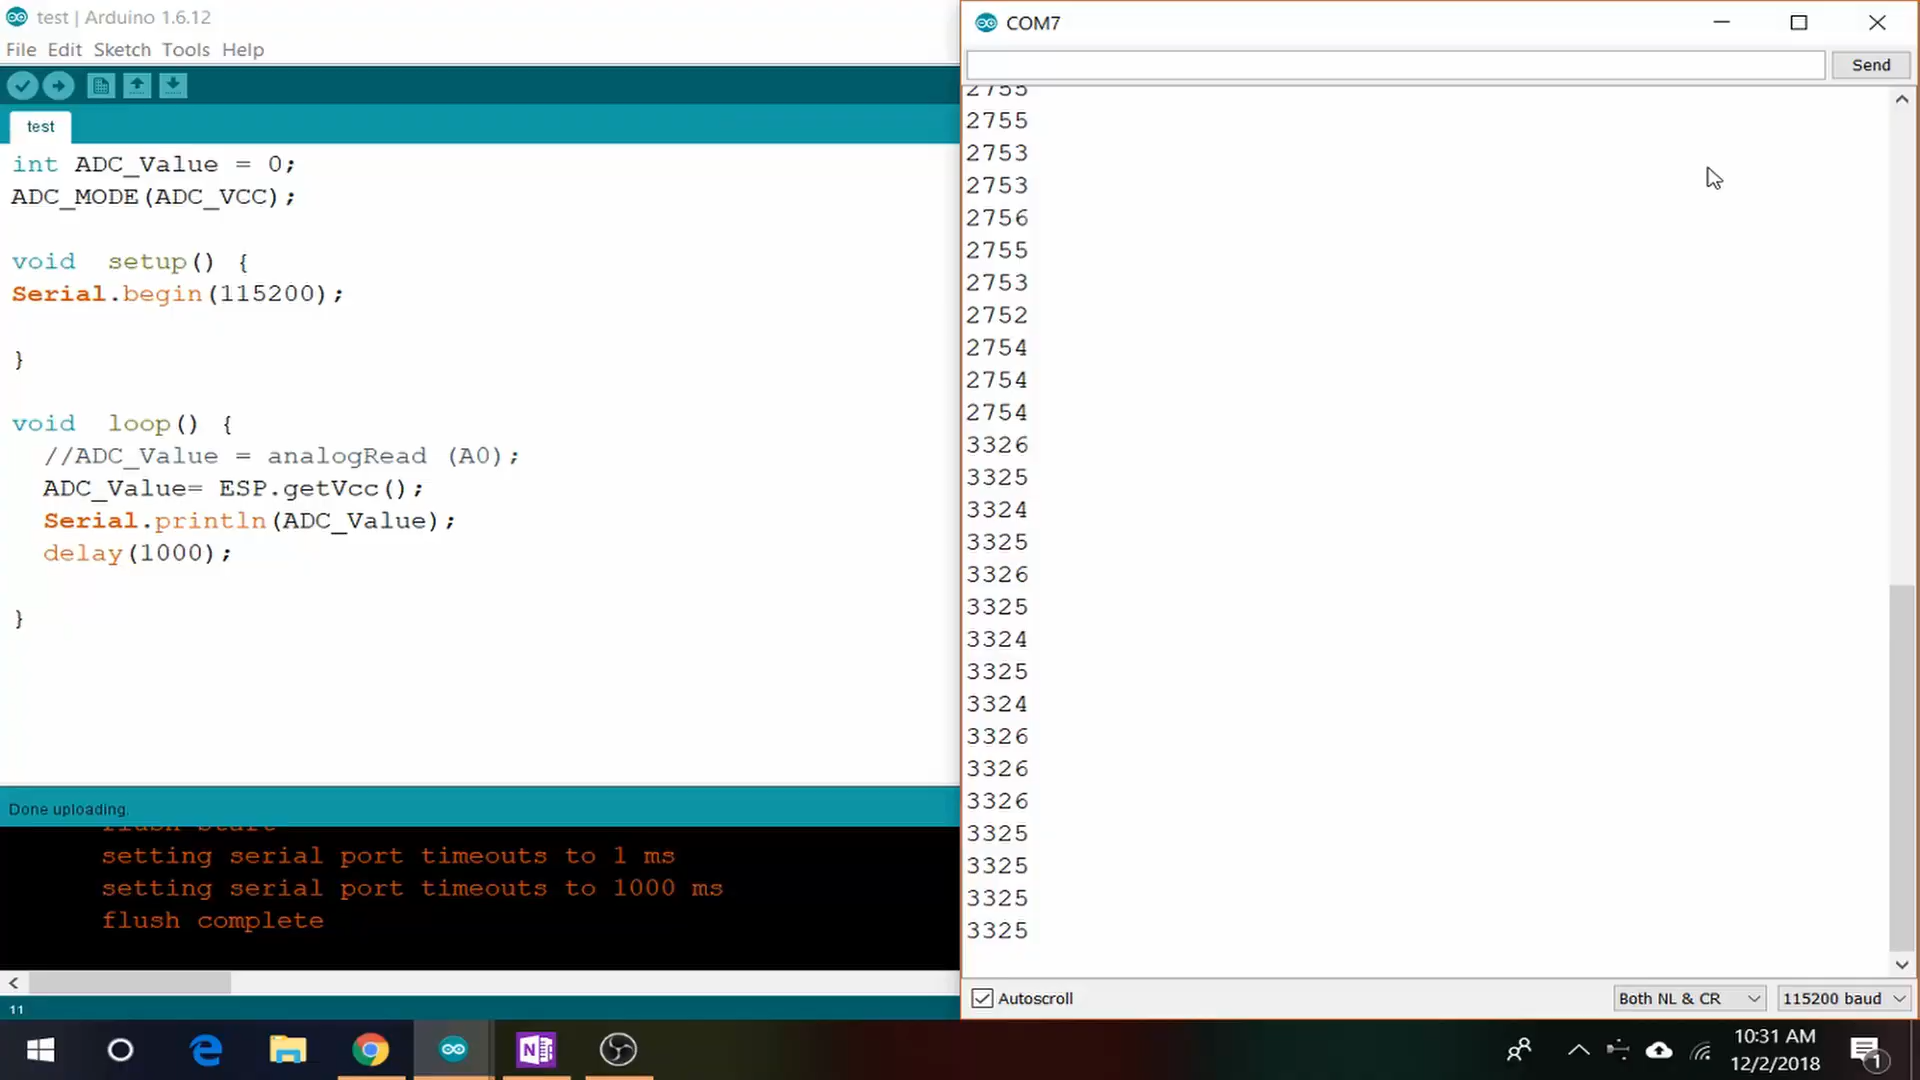 test | Arduino 1.6.12
File Edit Sketch Tools Help
test
int ADC_Value = 0;
ADC_MODE(ADC_VCC);
void setup() {
Serial.begin(115200);
}
void loop() {
//ADC_Value = analogRead (A0);
ADC_Value= ESP.getVcc();
Serial.println(ADC_Value);
delay(1000);
}
Done uploading.
flush start
setting serial port timeouts to 1 ms
setting serial port timeouts to 1000 ms
flush complete
11
COM7
Send
2755
2755
2753
2753
2756
2755
2753
2752
2754
2754
2754
3326
3325
3324
3325
3326
3325
3324
3325
3324
3326
3326
3326
3325
3325
3325
3325
Autoscroll
Both NL & CR
115200 baud
N
10:31 AM
12/2/2018
1